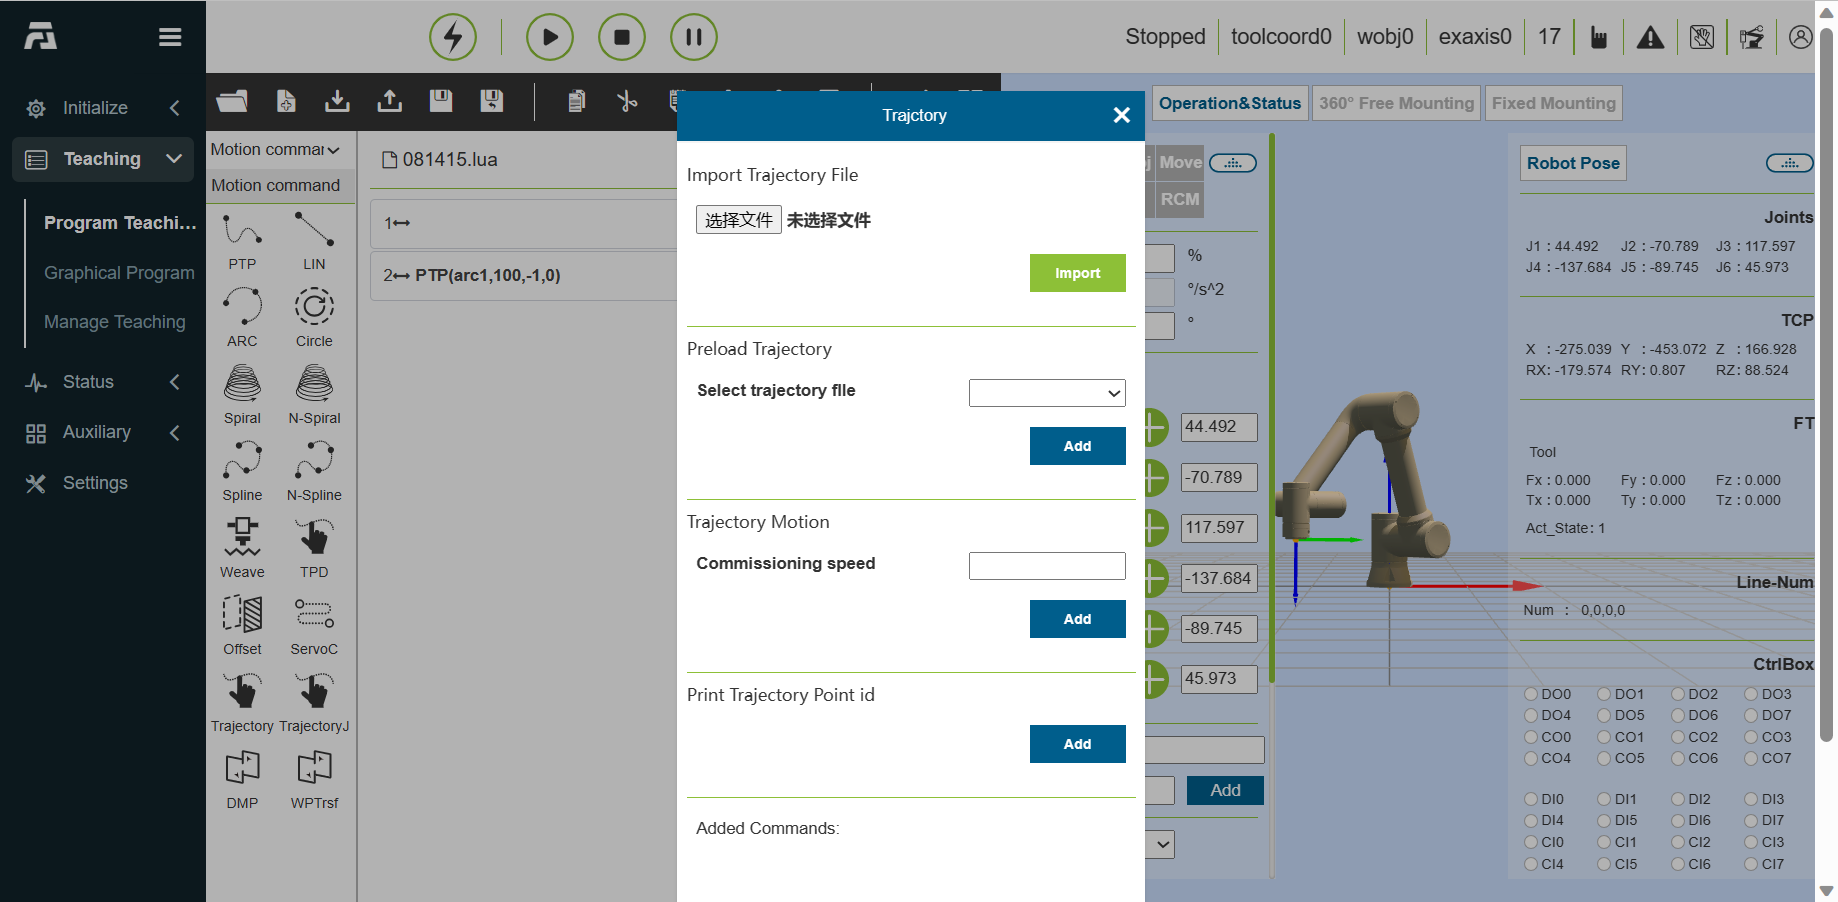 Stopped
toolcoord0
wobj0
exaxis0
17
Initialize
Teaching
Program Teachi...
Graphical Program
Manage Teaching
Status
Auxiliary
Settings
Motion commar
Motion command
PTP
LIN
ARC
Circle
Spiral
N-Spiral
Spline
N-Spline
Weave
TPD
Offset
ServoC
Trajectory
TrajectoryJ
DMP
WPTrsf
081415.lua
1
2 PTP(arc1,100,-1,0)
Trajctory
Import Trajectory File
选择文件 未选择文件
Import
Preload Trajectory
Select trajectory file
Add
Trajectory Motion
Commissioning speed
Add
Print Trajectory Point id
Add
Added Commands:
Operation&Status
360° Free Mounting
Fixed Mounting
Move
RCM
%
°/s^2
°
44.492
-70.789
117.597
-137.684
-89.745
45.973
Add
Robot Pose
Joints
J1 : 44.492 J2 : -70.789 J3 : 117.597
J4 : -137.684 J5 : -89.745 J6 : 45.973
TCP
X : -275.039 Y : -453.072 Z : 166.928
RX: -179.574 RY: 0.807 RZ: 88.524
FT
Tool
Fx : 0.000 Fy : 0.000 Fz : 0.000
Tx : 0.000 Ty : 0.000 Tz : 0.000
Act_State: 1
Line-Num
Num : 0,0,0,0
CtrlBox
DO0 DO1 DO2 DO3
DO4 DO5 DO6 DO7
CO0 CO1 CO2 CO3
CO4 CO5 CO6 CO7
DI0 DI1 DI2 DI3
DI4 DI5 DI6 DI7
CI0 CI1 CI2 CI3
CI4 CI5 CI6 CI7